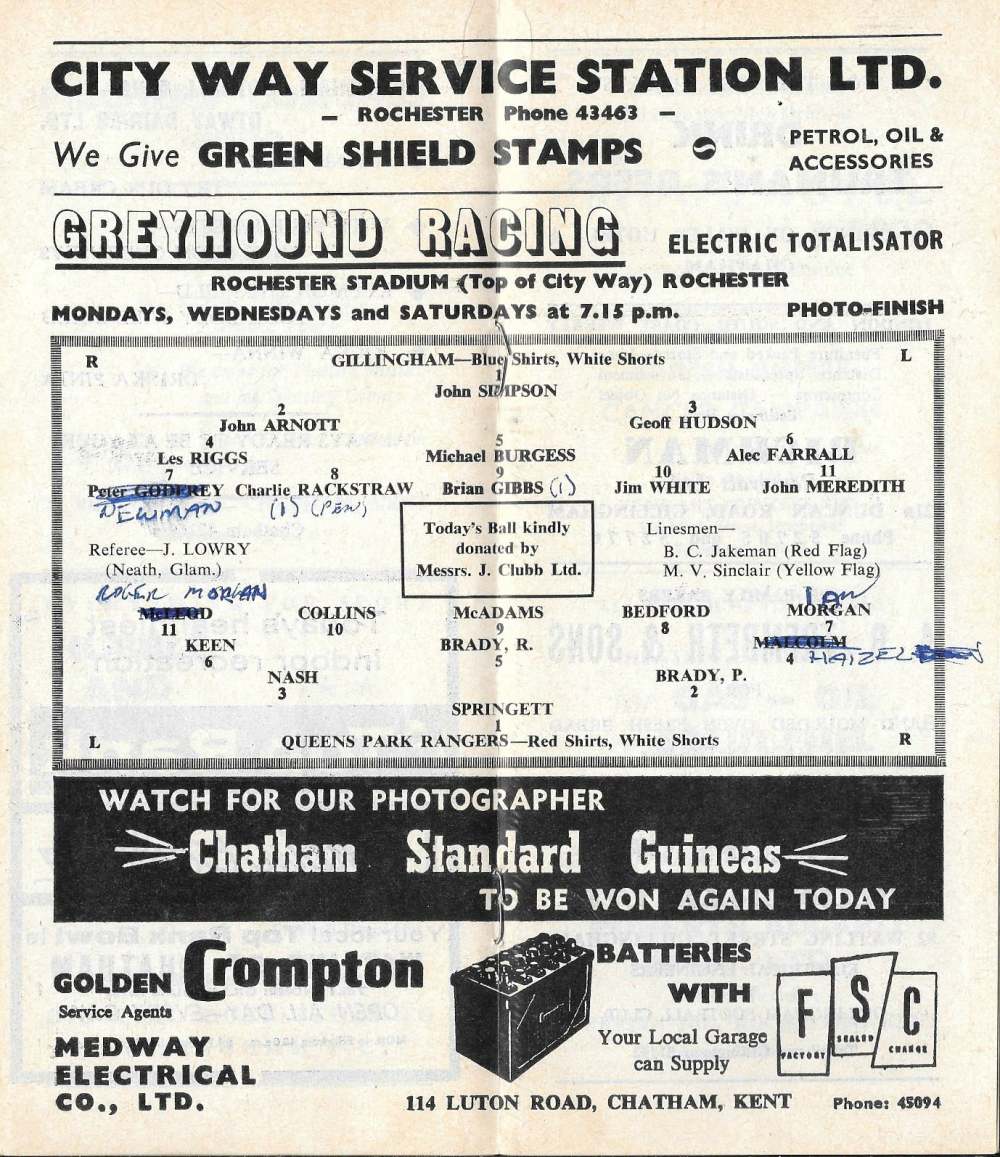 CITY WAY SERVICE STATION LTD.
— ROCHESTER Phone 43463 —
We Give GREEN SHIELD STAMPS
PETROL, OIL &
ACCESSORIES
GREYHOUND RACING ELECTRIC TOTALISATOR
ROCHESTER STADIUM (Top of City Way) ROCHESTER
MONDAYS, WEDNESDAYS and SATURDAYS at 7.15 p.m. PHOTO-FINISH
R GILLINGHAM—Blue Shirts, White Shorts L
1
John SIMPSON
2 3
John ARNOTT Geoff HUDSON
4 5 6
Les RIGGS Michael BURGESS Alec FARRALL
7 8 9 10 11
Peter GODFREY Charlie RACKSTRAW Brian GIBBS (1) Jim WHITE John MEREDITH
NEWMAN (1) (PEN)
Today's Ball kindly
donated by
Messrs. J. Clubb Ltd.
Referee—J. LOWRY
(Neath, Glam.)
Linesmen—
B. C. Jakeman (Red Flag)
M. V. Sinclair (Yellow Flag)
ROGER MORGAN IAN
McLEOD COLLINS McADAMS BEDFORD MORGAN
11 10 9 8 7
KEEN BRADY, R. MALCOLM
6 5 4 HAIZEL
NASH BRADY, P.
3 2
SPRINGETT
1
L QUEENS PARK RANGERS—Red Shirts, White Shorts R
WATCH FOR OUR PHOTOGRAPHER
Chatham Standard Guineas
TO BE WON AGAIN TODAY
GOLDEN Crompton
Service Agents
MEDWAY
ELECTRICAL
CO., LTD.
BATTERIES
WITH
Your Local Garage
can Supply
F S C
FACTORY SEALED CHARGE
114 LUTON ROAD, CHATHAM, KENT Phone: 45094